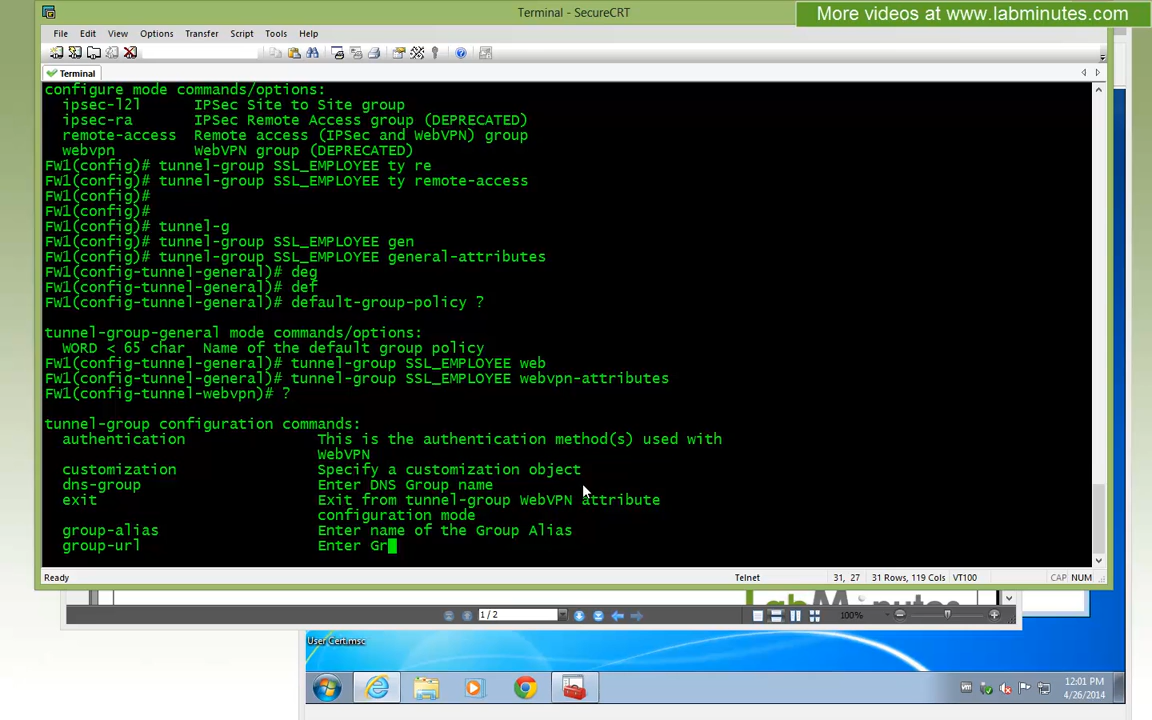 Terminal - SecureCRT
More videos at www.labminutes.com
File Edit View Options Transfer Script Tools Help
Terminal
configure mode commands/options:
ipsec-l2l IPSec Site to Site group
ipsec-ra IPSec Remote Access group (DEPRECATED)
remote-access Remote access (IPSec and WebVPN) group
webvpn WebVPN group (DEPRECATED)
FW1(config)# tunnel-group SSL_EMPLOYEE ty re
FW1(config)# tunnel-group SSL_EMPLOYEE ty remote-access
FW1(config)#
FW1(config)#
FW1(config)# tunnel-g
FW1(config)# tunnel-group SSL_EMPLOYEE gen
FW1(config)# tunnel-group SSL_EMPLOYEE general-attributes
FW1(config-tunnel-general)# deg
FW1(config-tunnel-general)# def
FW1(config-tunnel-general)# default-group-policy ?
tunnel-group-general mode commands/options:
WORD < 65 char Name of the default group policy
FW1(config-tunnel-general)# tunnel-group SSL_EMPLOYEE web
FW1(config-tunnel-general)# tunnel-group SSL_EMPLOYEE webvpn-attributes
FW1(config-tunnel-webvpn)# ?
tunnel-group configuration commands:
authentication This is the authentication method(s) used with
WebVPN
customization Specify a customization object
dns-group Enter DNS Group name
exit Exit from tunnel-group WebVPN attribute
configuration mode
group-alias Enter name of the Group Alias
group-url Enter Gr
Ready Telnet 31, 27 31 Rows, 119 Cols VT100 CAP NUM
1 / 2 100%
User Cert.msc
12:01 PM
4/26/2014